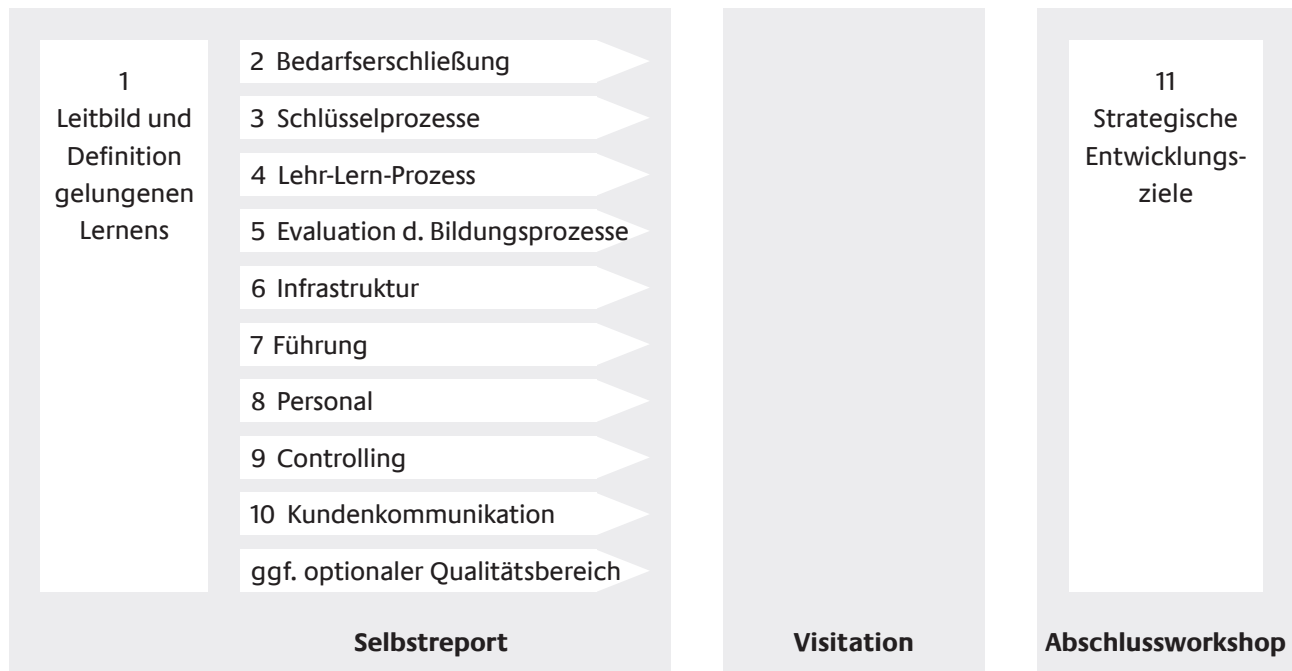 1
Leitbild und
Definition
gelungenen
Lernens
2 Bedarfserschließung
3 Schlüsselprozesse
4 Lehr-Lern-Prozess
5 Evaluation d. Bildungsprozesse
6 Infrastruktur
7 Führung
8 Personal
9 Controlling
10 Kundenkommunikation
ggf. optionaler Qualitätsbereich
Selbstreport
Visitation
11
Strategische
Entwicklungs-
ziele
Abschlussworkshop